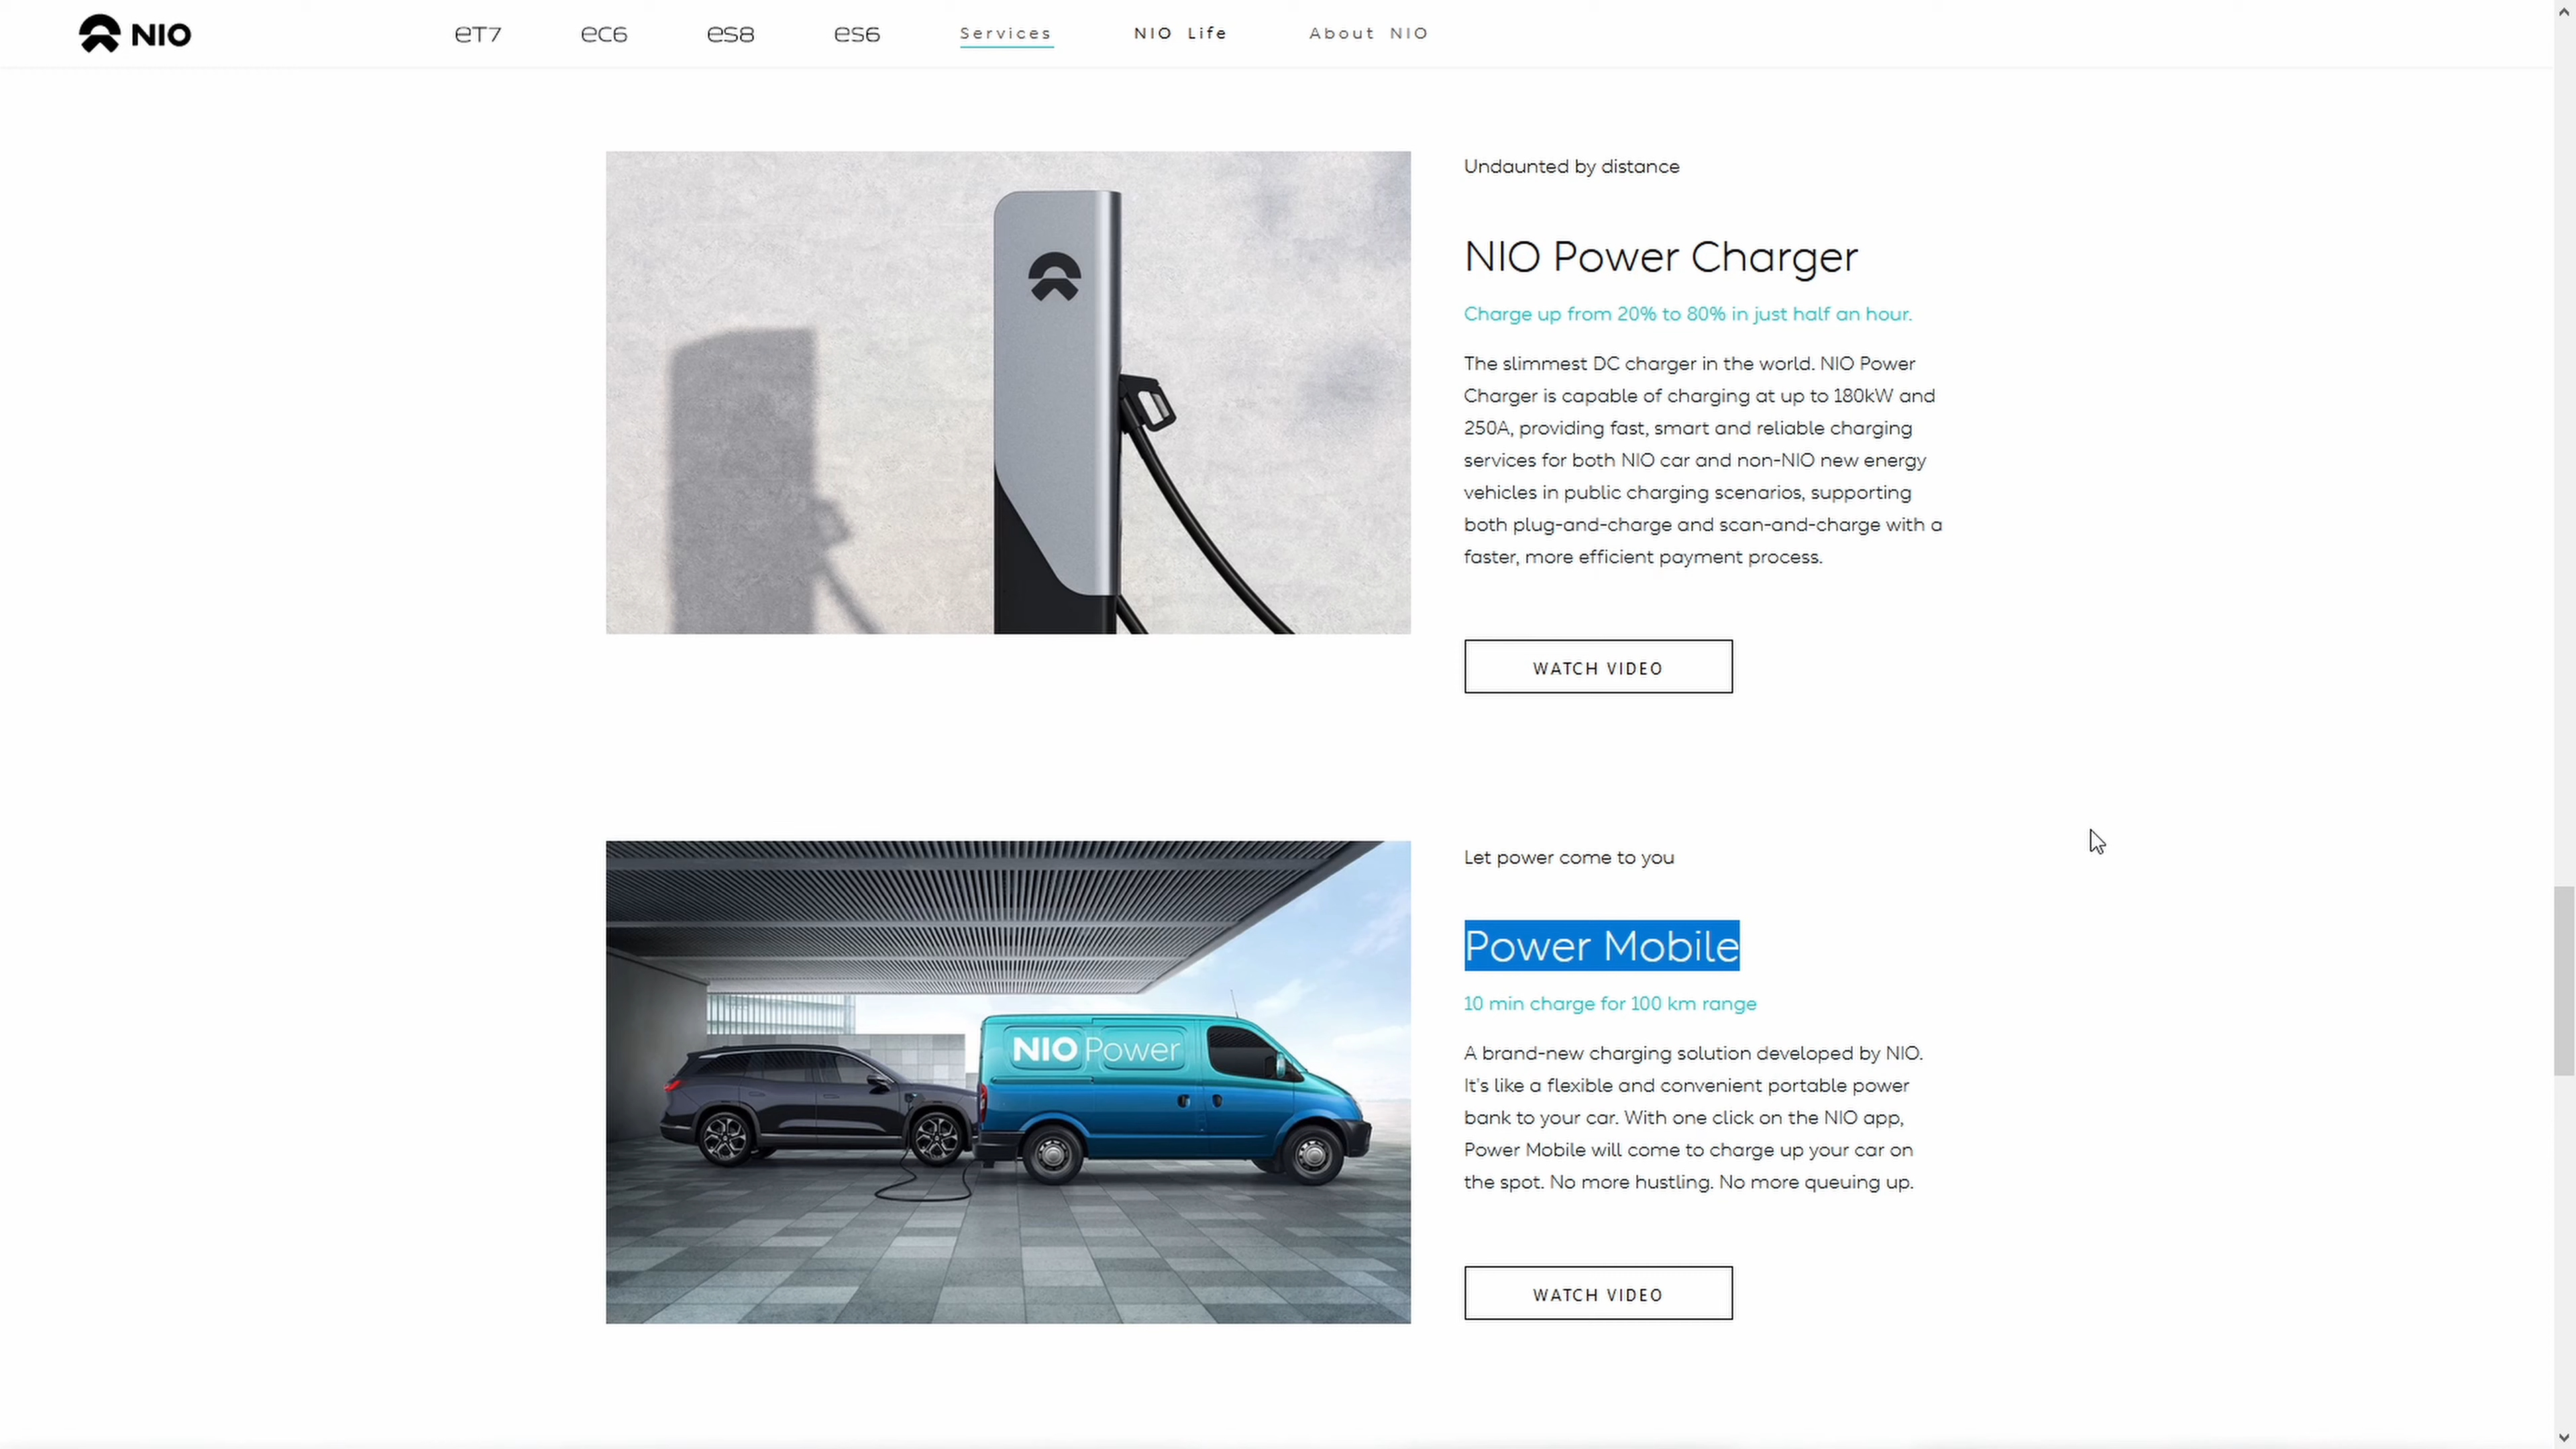 NIO
eT7
eC6
eS8
eS6
Services
NIO Life
About NIO
Undaunted by distance
NIO Power Charger
Charge up from 20% to 80% in just half an hour.
The slimmest DC charger in the world. NIO Power
Charger is capable of charging at up to 180kW and
250A, providing fast, smart and reliable charging
services for both NIO car and non-NIO new energy
vehicles in public charging scenarios, supporting
both plug-and-charge and scan-and-charge with a
faster, more efficient payment process.
WATCH VIDEO
NIO Power
Let power come to you
Power Mobile
10 min charge for 100 km range
A brand-new charging solution developed by NIO.
It's like a flexible and convenient portable power
bank to your car. With one click on the NIO app,
Power Mobile will come to charge up your car on
the spot. No more hustling. No more queuing up.
WATCH VIDEO